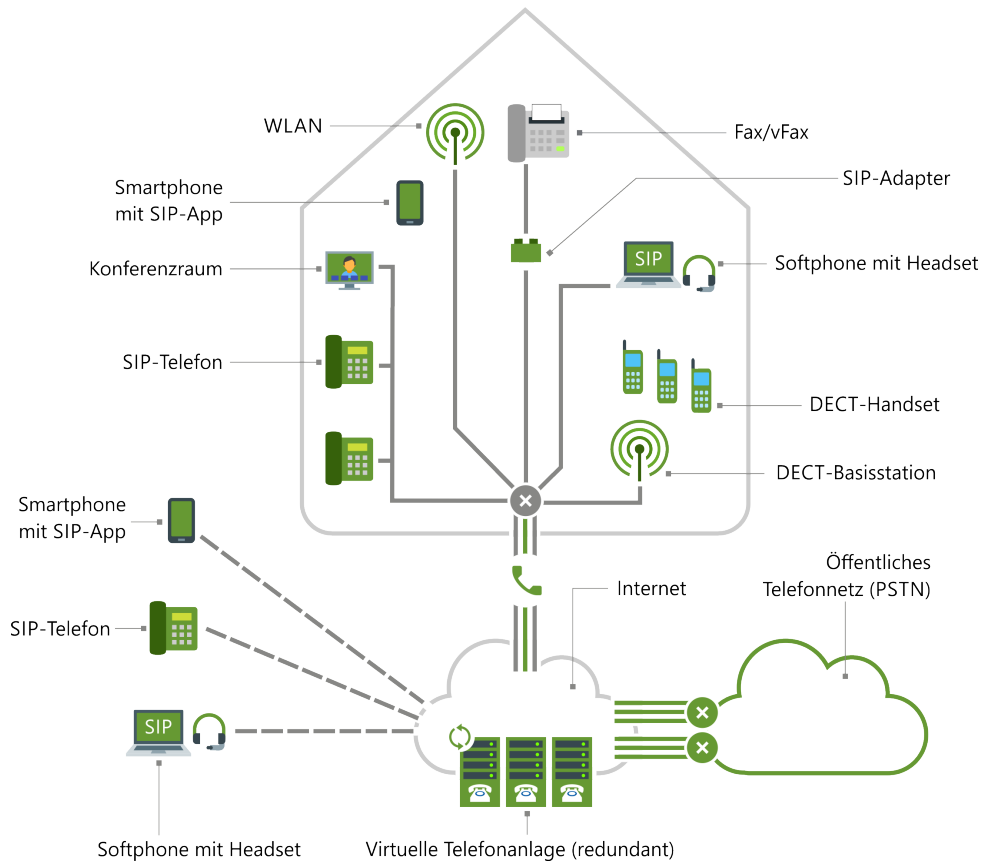 WLAN
Fax/vFax
Smartphone
mit SIP-App
SIP-Adapter
Konferenzraum
SIP
Softphone mit Headset
SIP-Telefon
DECT-Handset
DECT-Basisstation
Smartphone
mit SIP-App
Öffentliches
Telefonnetz (PSTN)
Internet
SIP-Telefon
SIP
Softphone mit Headset
Virtuelle Telefonanlage (redundant)